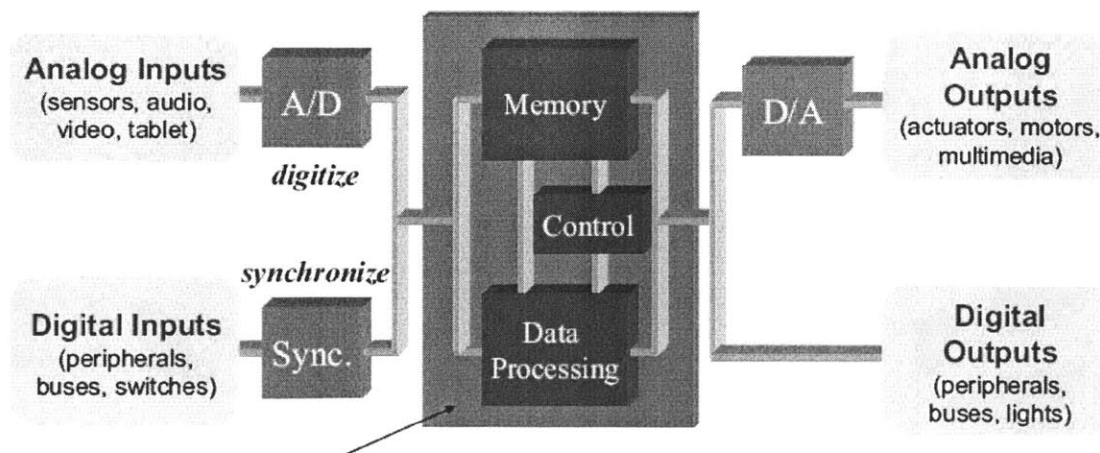 Analog Inputs
(sensors, audio,
video, tablet)
A/D
digitize
synchronize
Digital Inputs
(peripherals,
buses, switches)
Sync.
Memory
Control
Data
Processing
D/A
Analog
Outputs
(actuators, motors,
multimedia)
Digital
Outputs
(peripherals,
buses, lights)